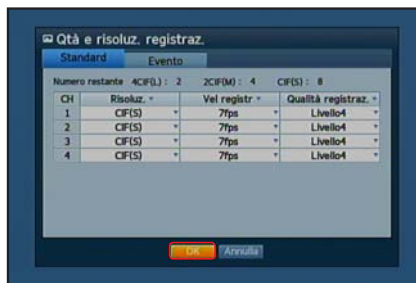 Qtà e risoluz. registraz.
Standard Evento
Numero restante 4CIF(L) : 2 2CIF(M) : 4 CIF(S) : 8
CH Risoluz. Vel registr Qualità registraz.
1 CIF(S) 7fps Livello4
2 CIF(S) 7fps Livello4
3 CIF(S) 7fps Livello4
4 CIF(S) 7fps Livello4
OK Annulla